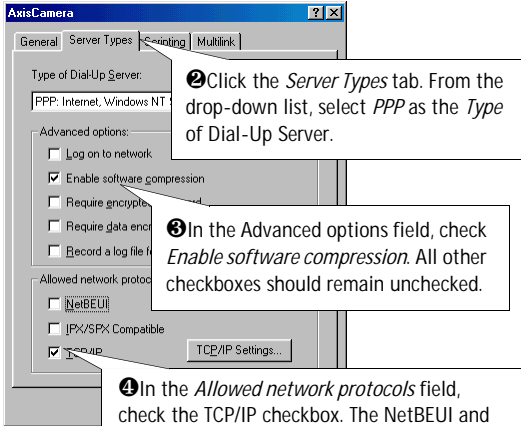 AxisCamera
General Server Types Scripting Multilink
Type of Dial-Up Server:
PPP: Internet, Windows NT
❷Click the Server Types tab. From the
drop-down list, select PPP as the Type
of Dial-Up Server.
Advanced options:
Log on to network
Enable software compression
Require encrypted
Require data
Record a log file
❸In the Advanced options field, check
Enable software compression. All other
checkboxes should remain unchecked.
Allowed network
NetBEUI
IPX/SPX Compatible
TCP/IP
TCP/IP Settings...
❹In the Allowed network protocols field,
check the TCP/IP checkbox. The NetBEUI and